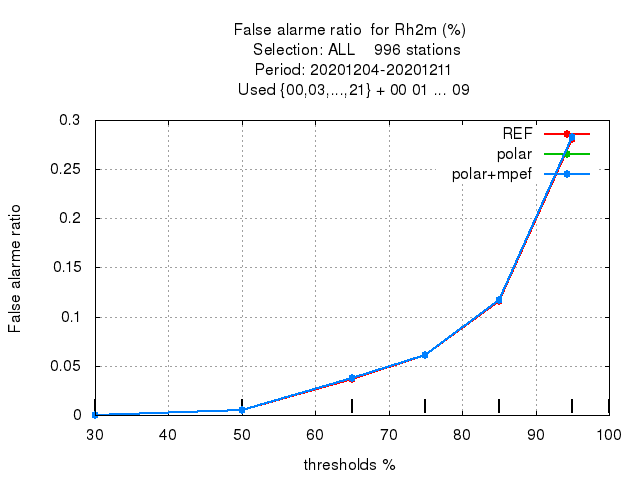 False alarme ratio  for Rh2m (%)
Selection: ALL    996 stations
Period: 20201204-20201211
Used {00,03,...,21} + 00 01 ... 09
REF
polar
polar+mpef
False alarme ratio
0.3
0.25
0.2
0.15
0.1
0.05
0
30 40 50 60 70 80 90 100
thresholds %